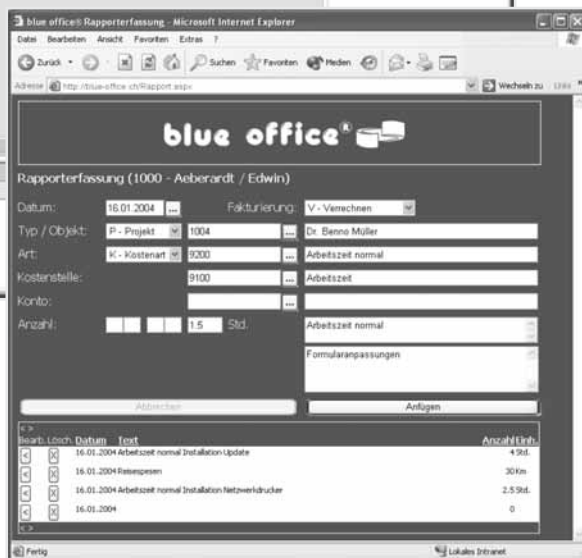 blue office® Rapporterfassung - Microsoft Internet Explorer
Datei Bearbeiten Ansicht Favoriten Extras ?
Zurück Suchen Favoriten Medien
Adresse http://blue-office.ch/Rapport.aspx Wechseln zu Links »
blue office®
Rapporterfassung (1000 - Aeberardt / Edwin)
Datum: 16.01.2004 ... Fakturierung: V - Verrechnen
Typ / Objekt: P - Projekt 1004 ... Dr. Benno Müller
Art: K - Kostenart 9200 ... Arbeitszeit normal
Kostenstelle: 9100 ... Arbeitszeit
Konto: ...
Anzahl: 1.5 Std. Arbeitszeit normal
Formularanpassungen
Abbrechen Anfügen
< >
Bearb. Lösch. Datum Text Anzahl Einh.
< X 16.01.2004 Arbeitszeit normal Installation Update 4 Std.
< X 16.01.2004 Reisespesen 30 Km
< X 16.01.2004 Arbeitszeit normal Installation Netzwerkdrucker 2.5 Std.
< X 16.01.2004 0
< >
Fertig Lokales Intranet